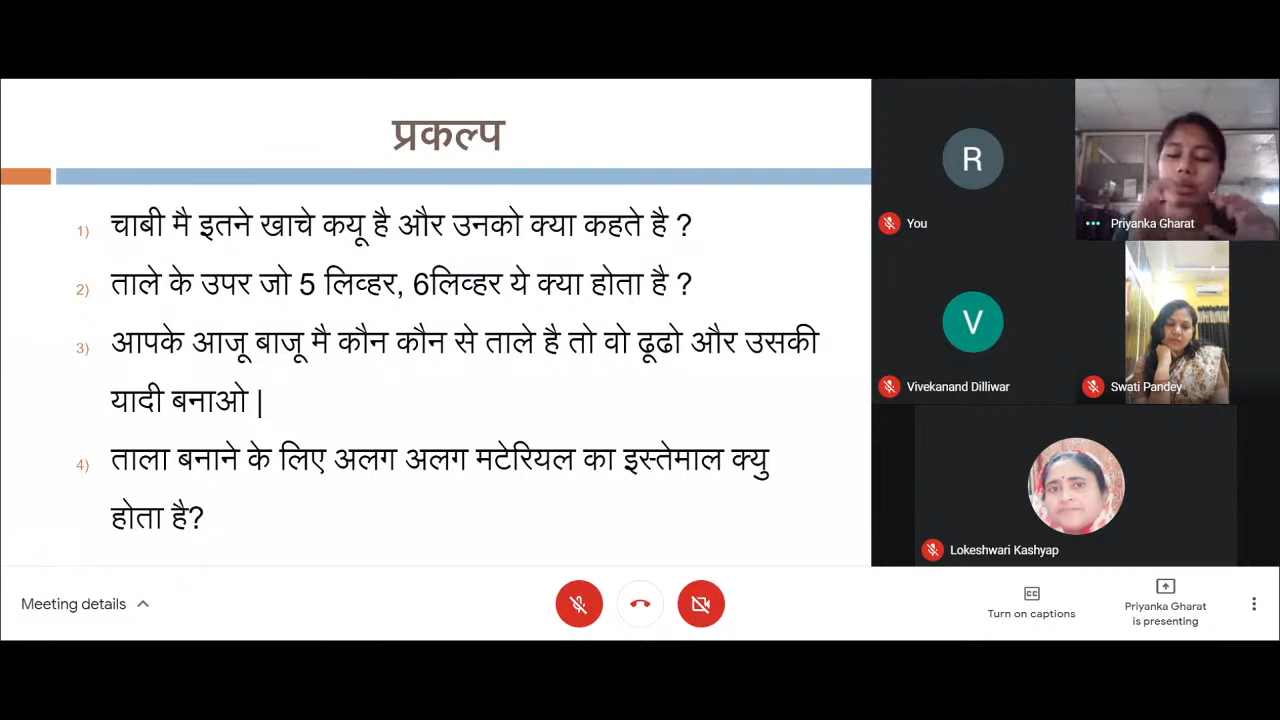 प्रकल्प
1) चाबी मै इतने खाचे कयू है और उनको क्या कहते है ?
2) ताले के उपर जो 5 लिव्हर, 6लिव्हर ये क्या होता है ?
3) आपके आजू बाजू मै कौन कौन से ताले है तो वो ढूढो और उसकी
यादी बनाओ |
4) ताला बनाने के लिए अलग अलग मटेरियल का इस्तेमाल क्यु
होता है?
R
You
Priyanka Gharat
V
Vivekanand Dilliwar
Swati Pandey
Lokeshwari Kashyap
Meeting details
CC
Turn on captions
Priyanka Gharat
is presenting